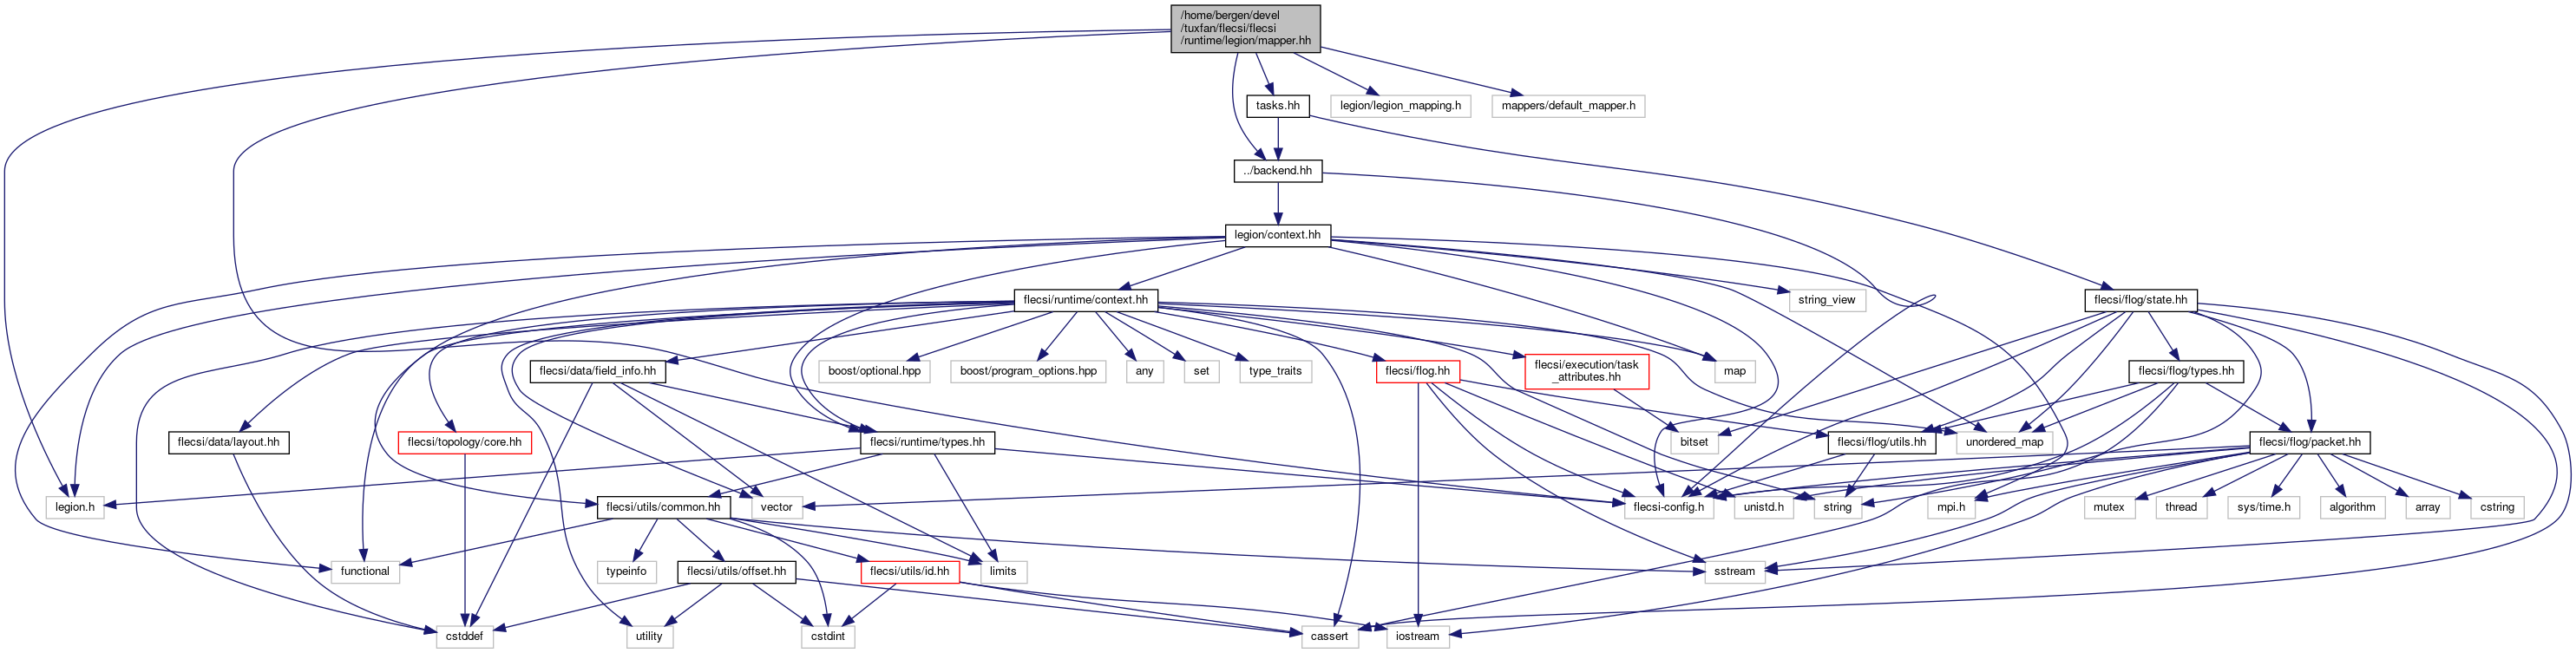 /home/bergen/devel
/tuxfan/flecsi/flecsi
/runtime/legion/mapper.hh
tasks.hh
legion/legion_mapping.h
mappers/default_mapper.h
../backend.hh
legion/context.hh
flecsi/runtime/context.hh
string_view
flecsi/flog/state.hh
flecsi/data/field_info.hh
boost/optional.hpp
boost/program_options.hpp
any
set
type_traits
flecsi/flog.hh
flecsi/execution/task
_attributes.hh
map
flecsi/flog/types.hh
flecsi/data/layout.hh
flecsi/topology/core.hh
flecsi/runtime/types.hh
bitset
flecsi/flog/utils.hh
unordered_map
flecsi/flog/packet.hh
legion.h
flecsi/utils/common.hh
vector
flecsi-config.h
unistd.h
string
mpi.h
mutex
thread
sys/time.h
algorithm
array
cstring
functional
typeinfo
flecsi/utils/offset.hh
flecsi/utils/id.hh
limits
sstream
cstddef
utility
cstdint
cassert
iostream